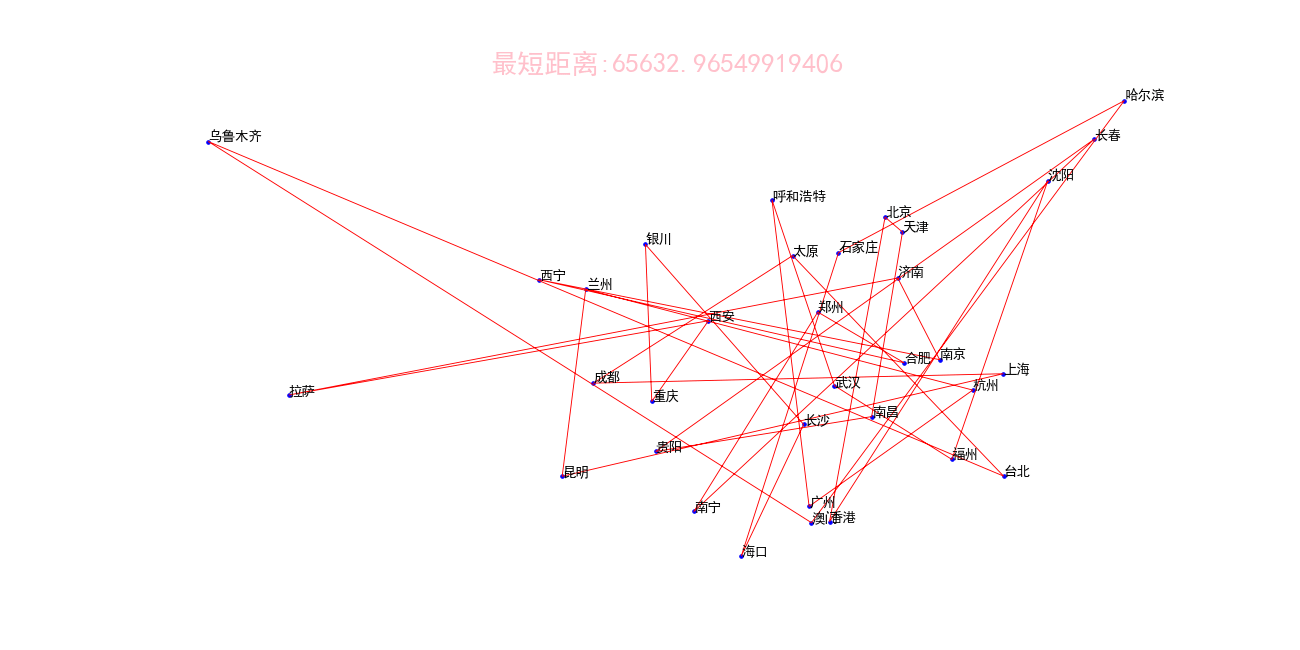 最短距离:65632.96549919406
哈尔滨
乌鲁木齐
长春
沈阳
呼和浩特
北京
天津
银川
太原
石家庄
西宁
兰州
济南
郑州
西安
合肥
南京
拉萨
成都
重庆
武汉
上海
杭州
长沙
南昌
贵阳
昆明
福州
台北
南宁
广州
澳门
香港
海口